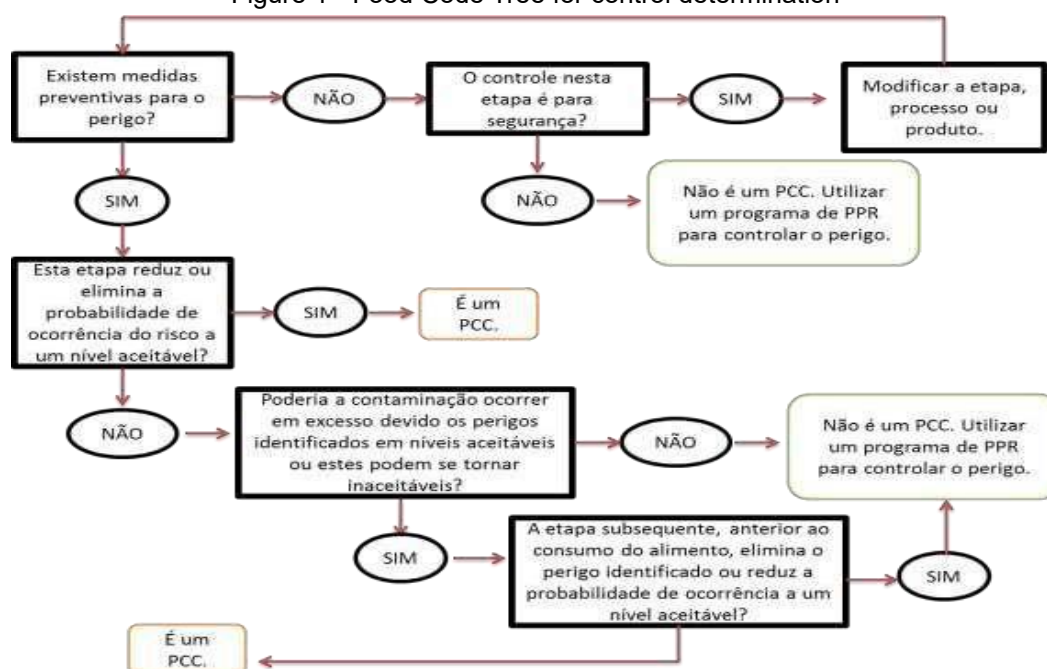 Figure 1 - Food Code Tree for control determination
Existem medidas
preventivas para o
perigo?
NÃO
O controle nesta
etapa é para
segurança?
SIM
Modificar a etapa,
processo ou
produto.
SIM
NÃO
Não é um PCC. Utilizar
um programa de PPR
para controlar o perigo.
Esta etapa reduz ou
elimina a
probabilidade de
ocorrência do risco a
um nível aceitável?
SIM
É um
PCC.
NÃO
Poderia a contaminação ocorrer
em excesso devido os perigos
identificados em níveis aceitáveis
ou estes podem se tornar
inaceitáveis?
NÃO
Não é um PCC. Utilizar
um programa de PPR
para controlar o perigo.
SIM
A etapa subsequente, anterior ao
consumo do alimento, elimina o
perigo identificado ou reduz a
probabilidade de ocorrência a um
nível aceitável?
SIM
É um
PCC.